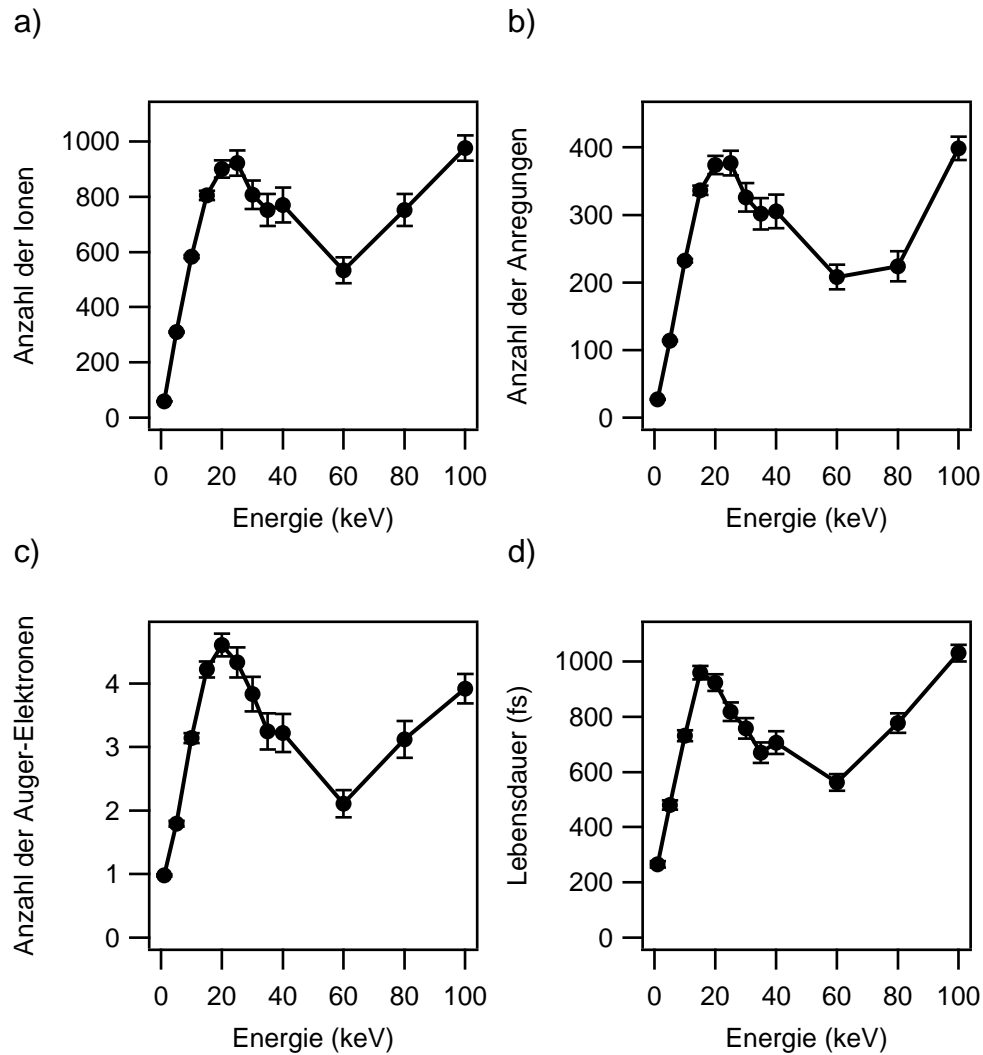 a)
Anzahl der Ionen
1000
800
600
400
200
0
0 20 40 60 80 100
Energie (keV)
b)
Anzahl der Anregungen
400
300
200
100
0
0 20 40 60 80 100
Energie (keV)
c)
Anzahl der Auger-Elektronen
4
3
2
1
0
0 20 40 60 80 100
Energie (keV)
d)
Lebensdauer (fs)
1000
800
600
400
200
0
0 20 40 60 80 100
Energie (keV)